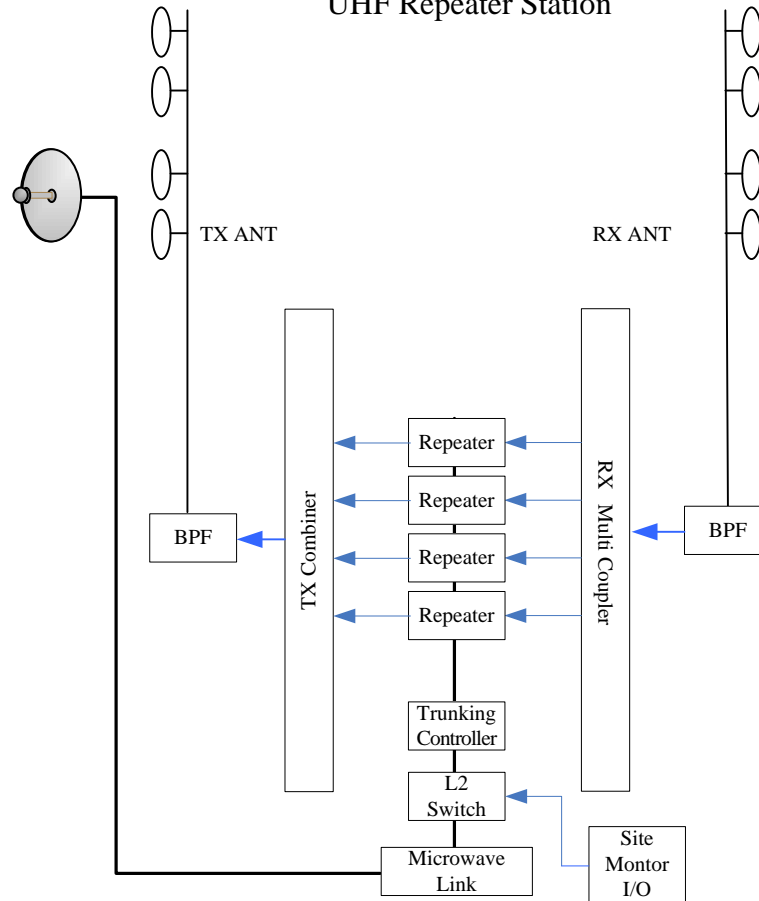 UHF Repeater Station
TX ANT
RX ANT
Repeater
Repeater
Repeater
Repeater
TX Combiner
RX Multi Coupler
BPF
BPF
Trunking
Controller
L2
Switch
Microwave
Link
Site
Montor
I/O